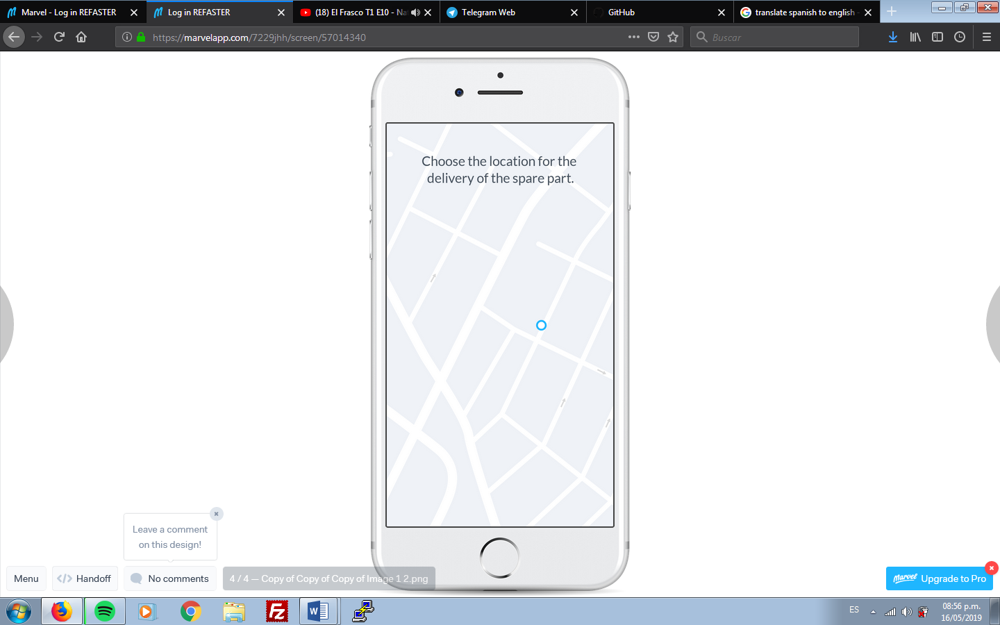 Marvel - Log in REFASTER
Log in REFASTER
(18) El Frasco T1 E10 - Na
Telegram Web
GitHub
translate spanish to english -
https://marvelapp.com/7229jhh/screen/57014340
Buscar
Choose the location for the
delivery of the spare part.
Leave a comment
on this design!
Menu
Handoff
No comments
4 / 4 — Copy of Copy of Copy of Image 1 2.png
Marvel Upgrade to Pro
FZ
W
ES
08:56 p.m.
16/05/2019